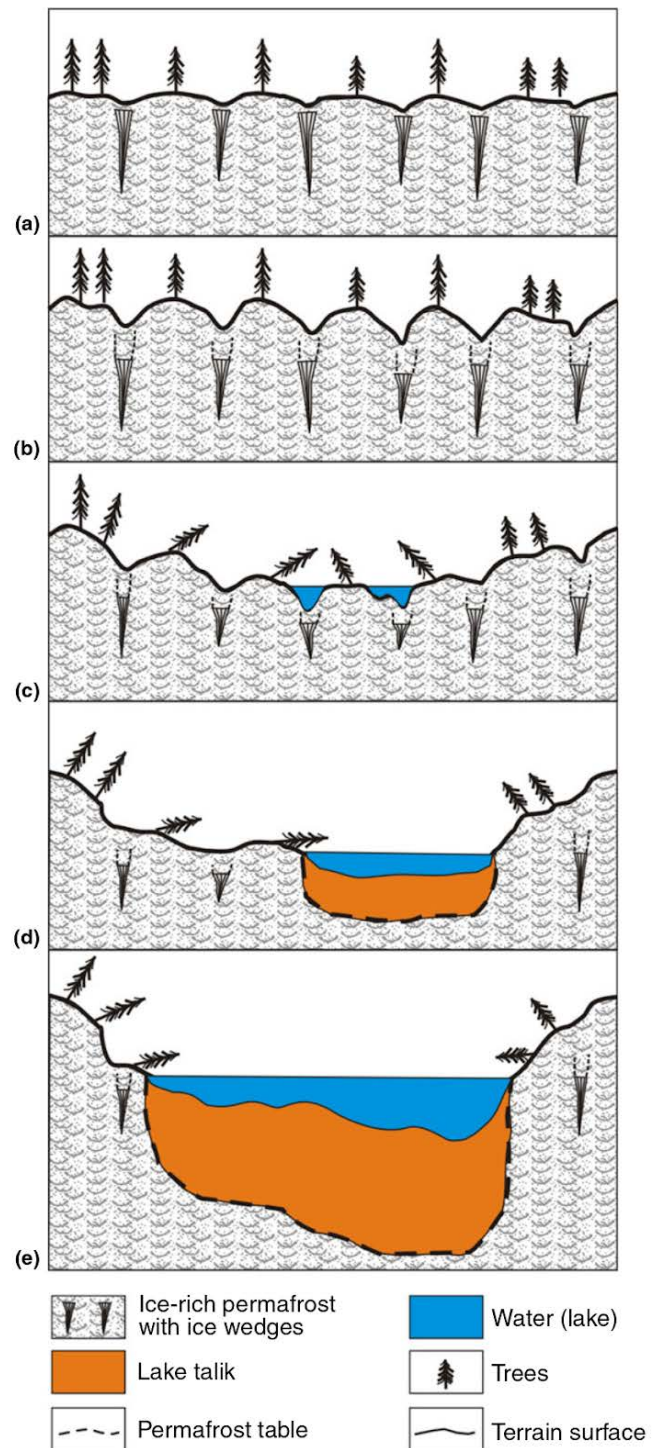 (a)
(b)
(c)
(d)
(e)
Ice-rich permafrost
with ice wedges
Water (lake)
Lake talik
Trees
Permafrost table
Terrain surface